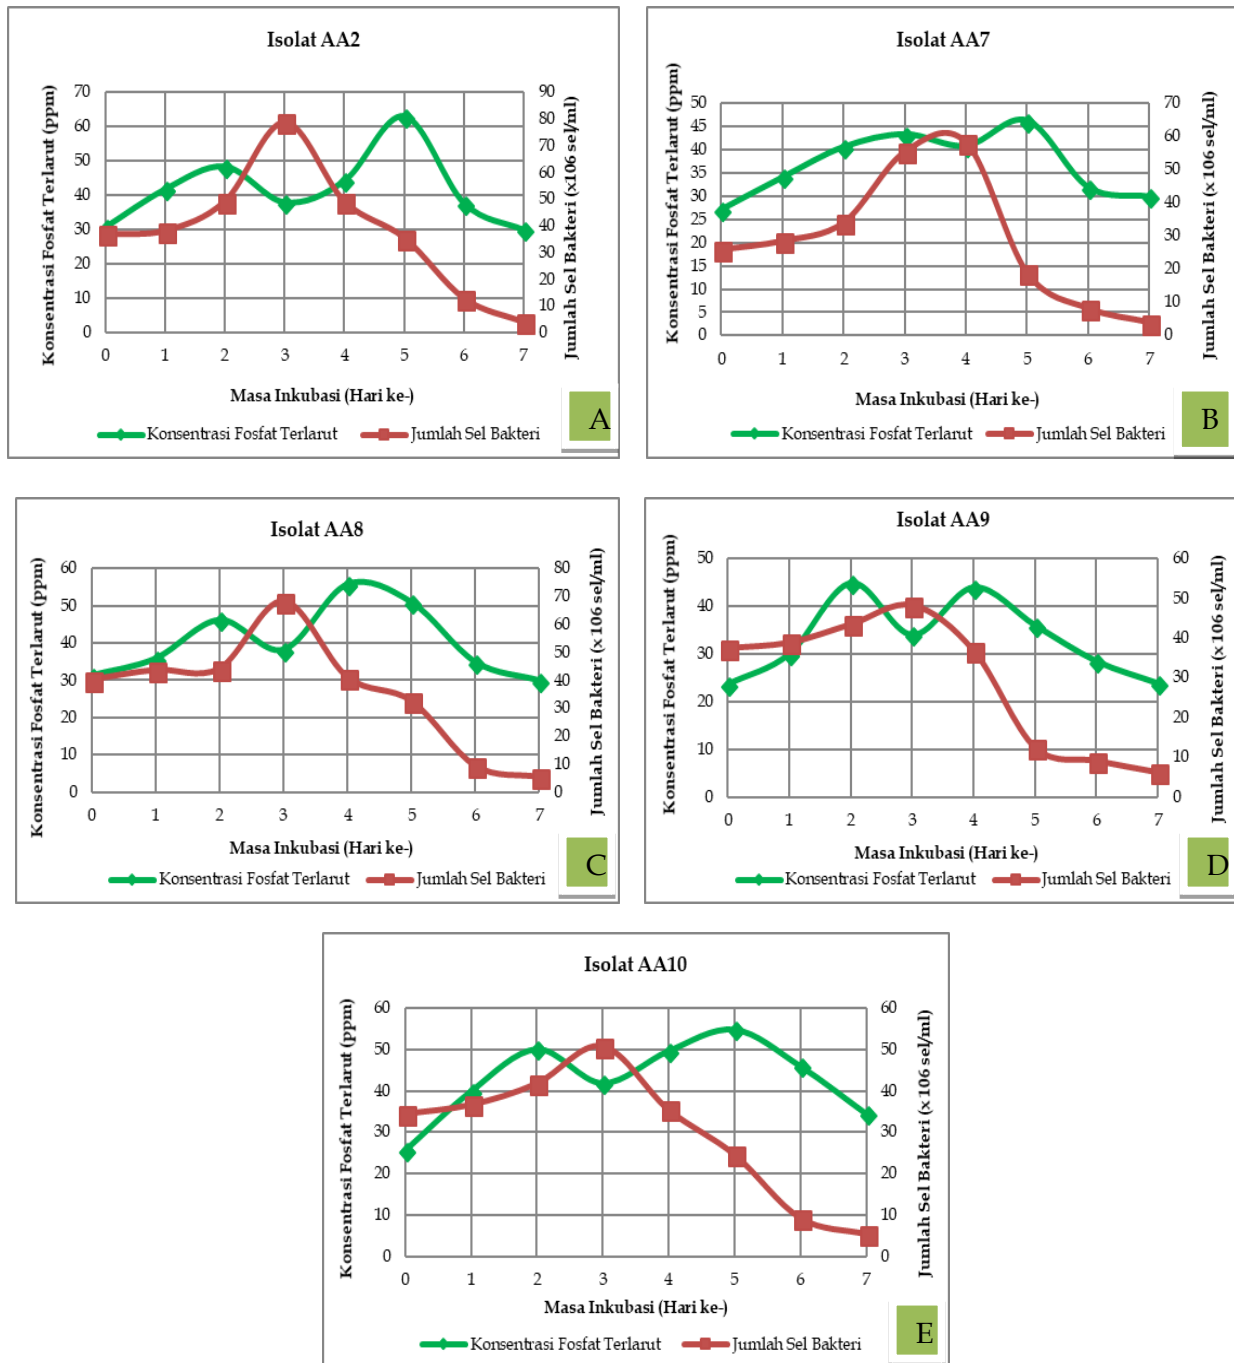 Isolat AA2
Konsentrasi Fosfat Terlarut (ppm)
70
60
50
40
30
20
10
0
90
80
70
60
50
40
30
20
10
0
Jumlah Sel Bakteri (x106 sel/ml)
0 1 2 3 4 5 6 7
Masa Inkubasi (Hari ke-)
Konsentrasi Fosfat Terlarut Jumlah Sel Bakteri
A
Isolat AA7
Konsentrasi Fosfat Terlarut (ppm)
50
45
40
35
30
25
20
15
10
5
0
70
60
50
40
30
20
10
0
Jumlah Sel Bakteri (x 106 sel/ml)
0 1 2 3 4 5 6 7
Masa Inkubasi (Hari ke-)
Konsentrasi Fosfat Terlarut Jumlah Sel Bakteri
B
Isolat AA8
Konsentrasi Fosfat Terlarut (ppm)
60
50
40
30
20
10
0
80
70
60
50
40
30
20
10
0
Jumlah Sel Bakteri (x 106 sel/ml)
0 1 2 3 4 5 6 7
Masa Inkubasi (Hari ke-)
Konsentrasi Fosfat Terlarut Jumlah Sel Bakteri
C
Isolat AA9
Konsentrasi Fosfat Terlarut (ppm)
50
40
30
20
10
0
60
50
40
30
20
10
0
Jumlah Sel Bakteri (x 106 sel/ml)
0 1 2 3 4 5 6 7
Masa Inkubasi (Hari ke-)
Konsentrasi Fosfat Terlarut Jumlah Sel Bakteri
D
Isolat AA10
Konsentrasi Fosfat Terlarut (ppm)
60
50
40
30
20
10
0
60
50
40
30
20
10
0
Jumlah Sel Bakteri (x 106 sel/ml)
0 1 2 3 4 5 6 7
Masa Inkubasi (Hari ke-)
Konsentrasi Fosfat Terlarut Jumlah Sel Bakteri
E